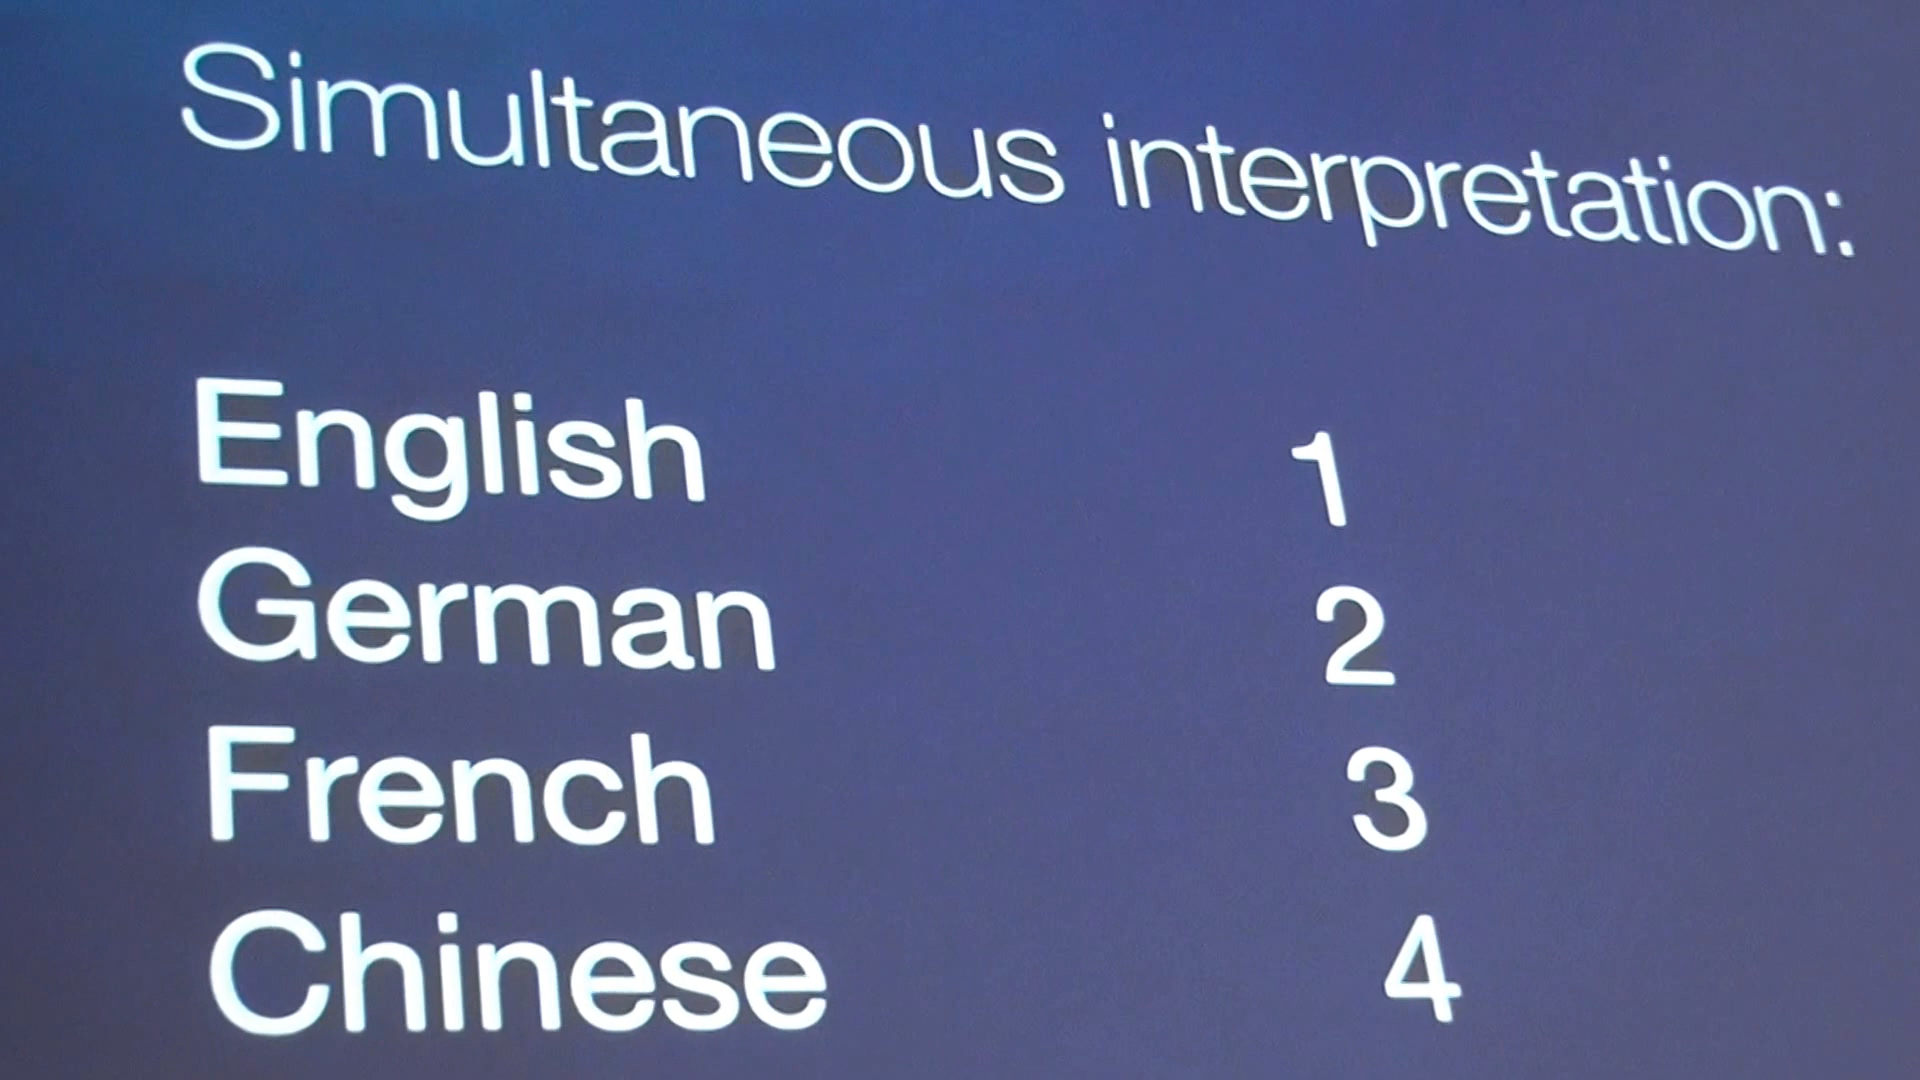 Simultaneous interpretation:
English 1
German 2
French 3
Chinese 4